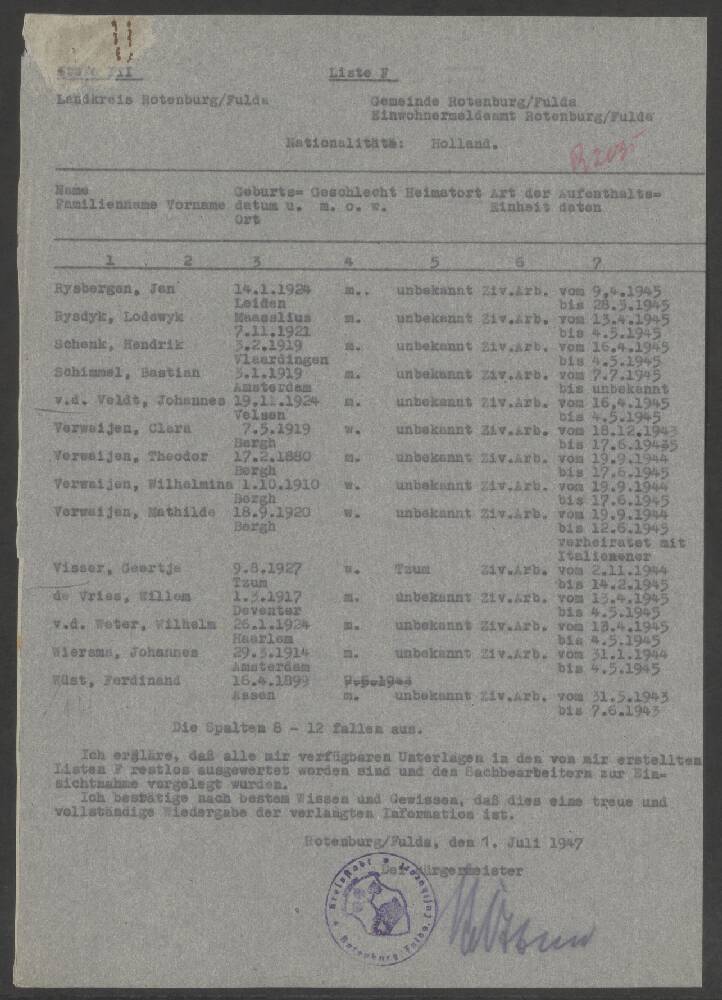 III
Liste F
Landkreis Rotenburg/Fulda
Gemeinde Rotenburg/Fulda
Einwohnermeldeamt Rotenburg/Fulda
Nationalität: Holland.
Name Geburts= Geschlecht Heimatort Art der Aufenthalts=
Familienname Vorname datum u. m. o. w. Einheit daten
Ort
1 2 3 4 5 6 7
Rysbergen, Jan 14.1.1924 m.. unbekannt Ziv.Arb. vom 9.4.1945
Leiden bis 28.3.1945
Rysdyk, Lodewyk Maasslius m. unbekannt Ziv.Arb. vom 13.4.1945
7.11.1921 bis 4.5.1945
Schenk, Hendrik 3.2.1919 m. unbekannt Ziv.Arb. vom 16.4.1945
Vlaardingen bis 4.5.1945
Schimmel, Bastian 3.1.1919 m. unbekannt Ziv.Arb. vom 7.7.1945
Amsterdam bis unbekannt
v.d. Veldt, Johannes 19.11.1924 m. unbekannt Ziv.Arb. vom 16.4.1945
Velsen bis 4.5.1945
Verweijen, Clara 7.5.1919 w. unbekannt Ziv.Arb. vom 18.12.1943
Bergh bis 17.6.19435
Verweijen, Theodor 17.2.1880 m. unbekannt Ziv.Arb. vom 19.9.1944
Bergh bis 17.6.1945
Verweijen, Wilhelmina 1.10.1910 w. unbekannt Ziv.Arb. vom 19.9.1944
Bergh bis 17.6.1945
Verweijen, Mathilde 18.9.1920 w. unbekannt Ziv.Arb. vom 19.9.1944
Bergh bis 12.6.1945
verheiratet mit
Italienener
Visser, Geertje 9.8.1927 w. Tzum Ziv.Arb. vom 2.11.1944
Tzum bis 14.2.1945
de Vries, Willem 1.3.1917 m. unbekannt Ziv.Arb. vom 13.4.1945
Deventer bis 4.5.1945
v.d. Weter, Wilhelm 26.1.1924 m. unbekannt Ziv.Arb. vom 13.4.1945
Haarlem bis 4.5.1945
Wiersma, Johannes 29.3.1914 m. unbekannt Ziv.Arb. vom 31.1.1744
Amsterdam bis 4.5.1945
Wüst, Ferdinand 16.4.1899
Assen m. unbekannt Ziv.Arb. vom 31.5.1943
bis 7.6.1943
Die Spalten 8 - 12 fallen aus.
Ich ergläre, daß alle mir verfügbaren Unterlagen in den von mir erstellten
Listen F restlos ausgewertet worden sind und den Sachbearbeitern zur Ein=
sichtnahme vorgelegt wurden.
Ich bestätige nach bestem Wissen und Gewissen, daß dies eine treue und
vollständige Wiedergabe der verlangten Information ist.
Rotenburg/Fulda, den 1. Juli 1947
Der Bürgermeister